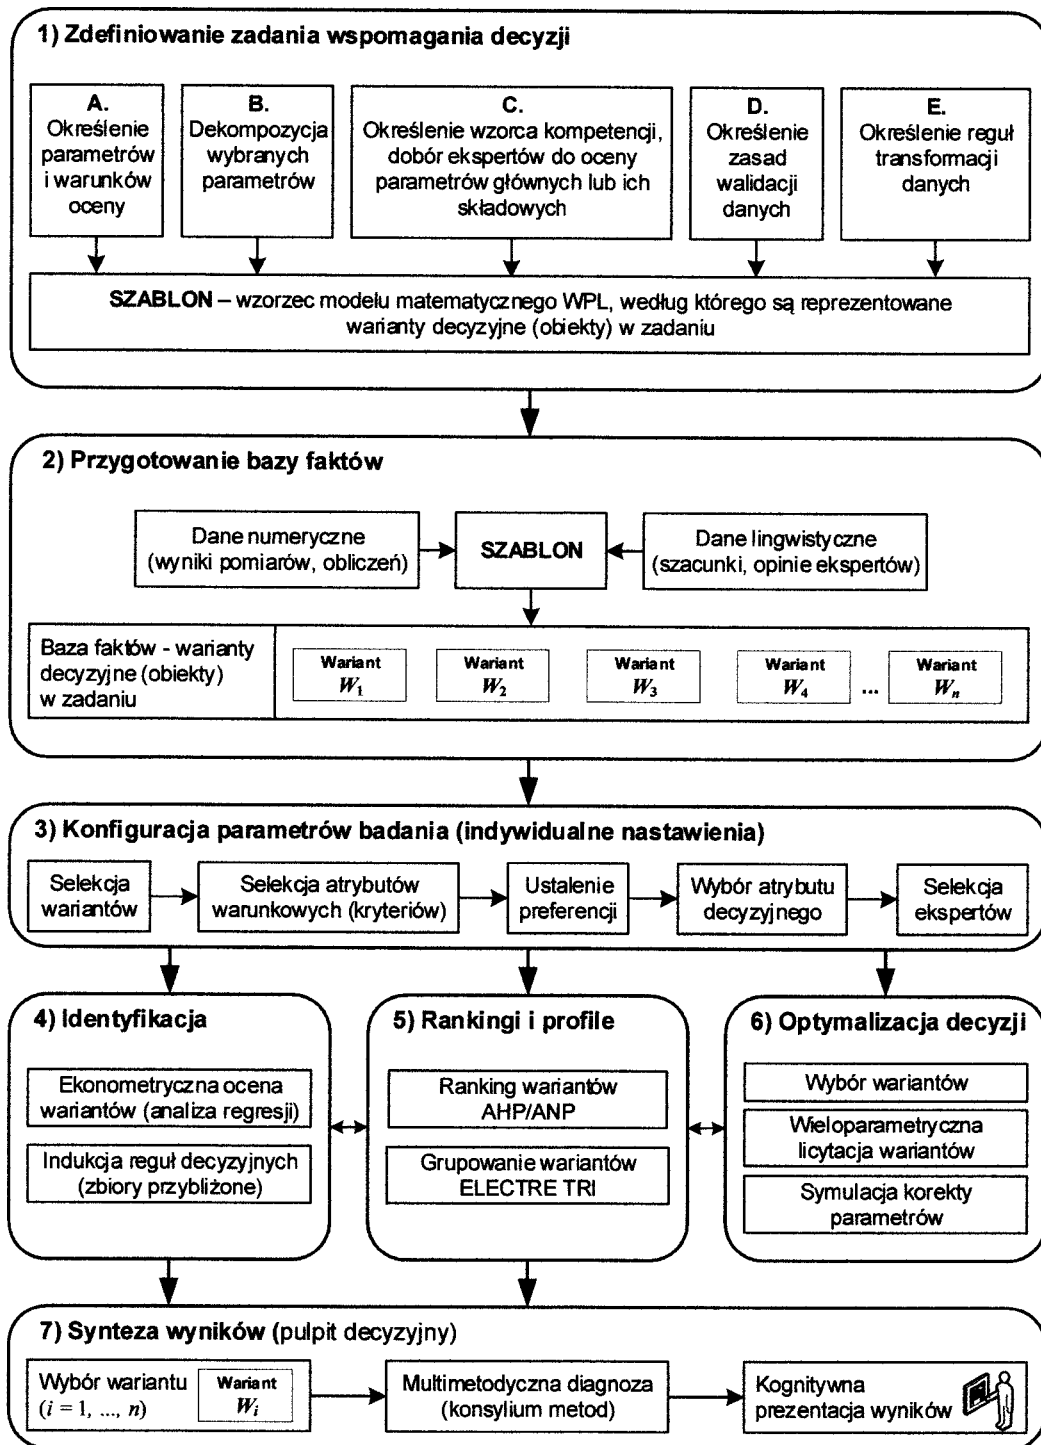 1) Zdefiniowanie zadania wspomagania decyzji
A.
Określenie
parametrów
i warunków
oceny
B.
Dekompozycja
wybranych
parametrów
C.
Określenie wzorca kompetencji,
dobór ekspertów do oceny
parametrów głównych lub ich
składowych
D.
Określenie
zasad
walidacji
danych
E.
Określenie reguł
transformacji
danych
SZABLON – wzorzec modelu matematycznego WPL, według którego są reprezentowane
warianty decyzyjne (obiekty) w zadaniu
2) Przygotowanie bazy faktów
Dane numeryczne
(wyniki pomiarów, obliczeń)
SZABLON
Dane lingwistyczne
(szacunki, opinie ekspertów)
Baza faktów - warianty
decyzyjne (obiekty)
w zadaniu
Wariant
W1
Wariant
W2
Wariant
W3
Wariant
W4
...
Wariant
Wn
3) Konfiguracja parametrów badania (indywidualne nastawienia)
Selekcja
wariantów
Selekcja atrybutów
warunkowych (kryteriów)
Ustalenie
preferencji
Wybór atrybutu
decyzyjnego
Selekcja
ekspertów
4) Identyfikacja
Ekonometryczna ocena
wariantów (analiza regresji)
Indukcja reguł decyzyjnych
(zbiory przybliżone)
5) Rankingi i profile
Ranking wariantów
AHP/ANP
Grupowanie wariantów
ELECTRE TRI
6) Optymalizacja decyzji
Wybór wariantów
Wieloparametryczna
licytacja wariantów
Symulacja korekty
parametrów
7) Synteza wyników (pulpit decyzyjny)
Wybór wariantu
(i = 1, ..., n)
Wariant
Wi
Multimetodyczna diagnoza
(konsylium metod)
Kognitywna
prezentacja wyników